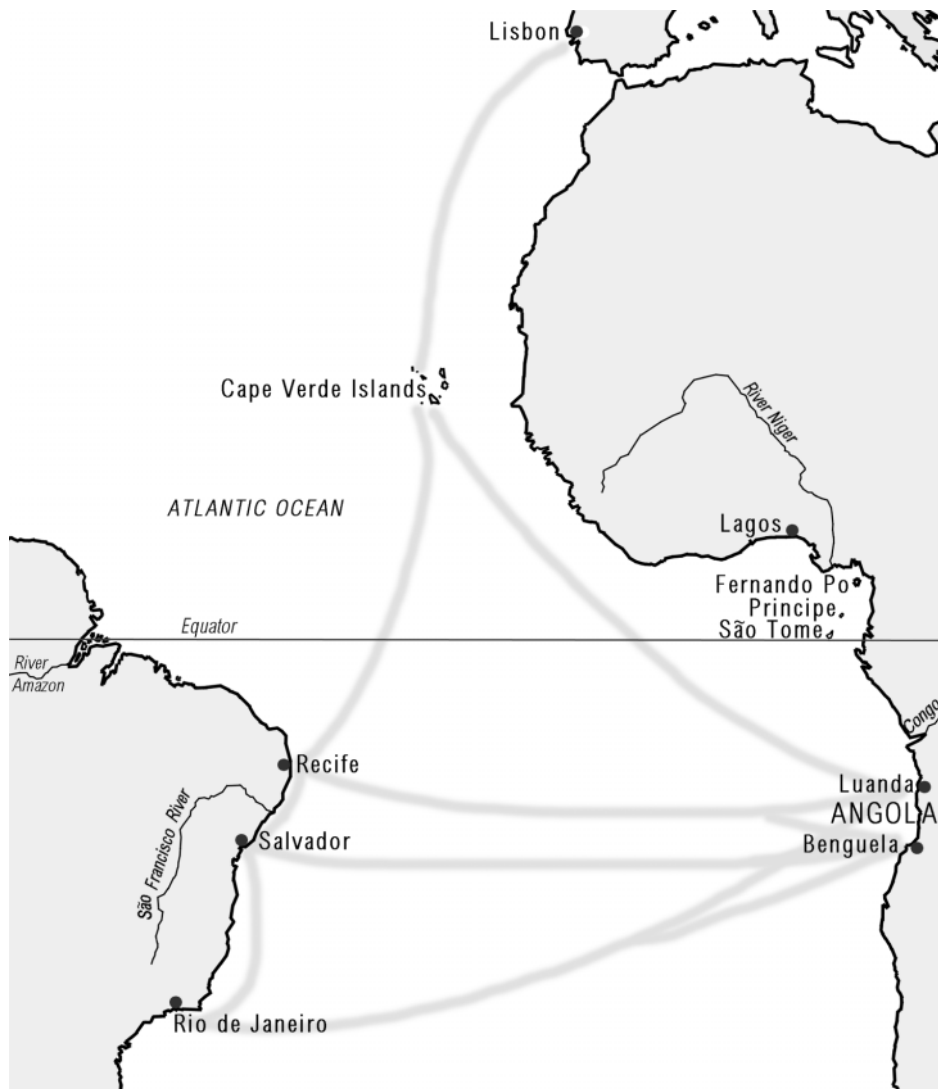 Lisbon
Cape Verde Islands
River Niger
ATLANTIC OCEAN
Lagos
Fernando Po
Principe
São Tome
Equator
River
Amazon
Congo
Recife
Luanda
ANGOLA
São Francisco River
Salvador
Benguela
Rio de Janeiro